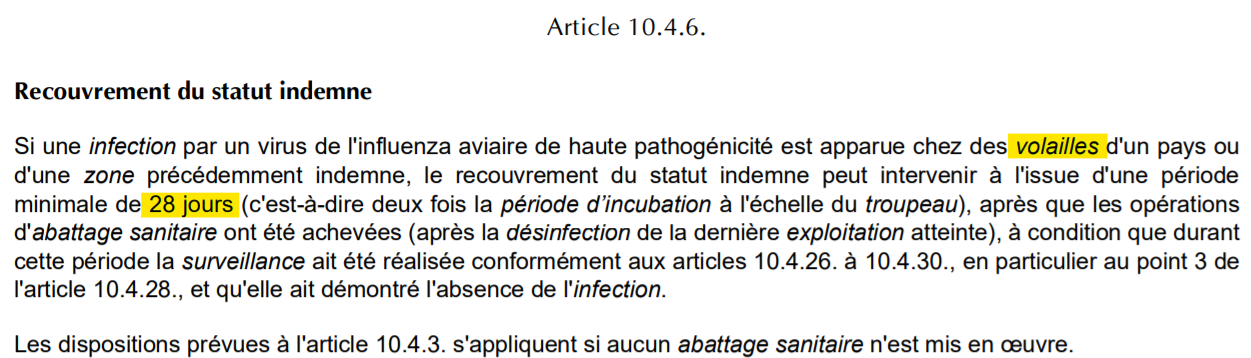 Article 10.4.6.
Recouvrement du statut indemne
Si une infection par un virus de l'influenza aviaire de haute pathogénicité est apparue chez des volailles d'un pays ou
d'une zone précédemment indemne, le recouvrement du statut indemne peut intervenir à l'issue d'une période
minimale de 28 jours (c'est-à-dire deux fois la période d'incubation à l'échelle du troupeau), après que les opérations
d'abattage sanitaire ont été achevées (après la désinfection de la dernière exploitation atteinte), à condition que durant
cette période la surveillance ait été réalisée conformément aux articles 10.4.26. à 10.4.30., en particulier au point 3 de
l'article 10.4.28., et qu'elle ait démontré l'absence de l'infection.
Les dispositions prévues à l'article 10.4.3. s'appliquent si aucun abattage sanitaire n'est mis en œuvre.